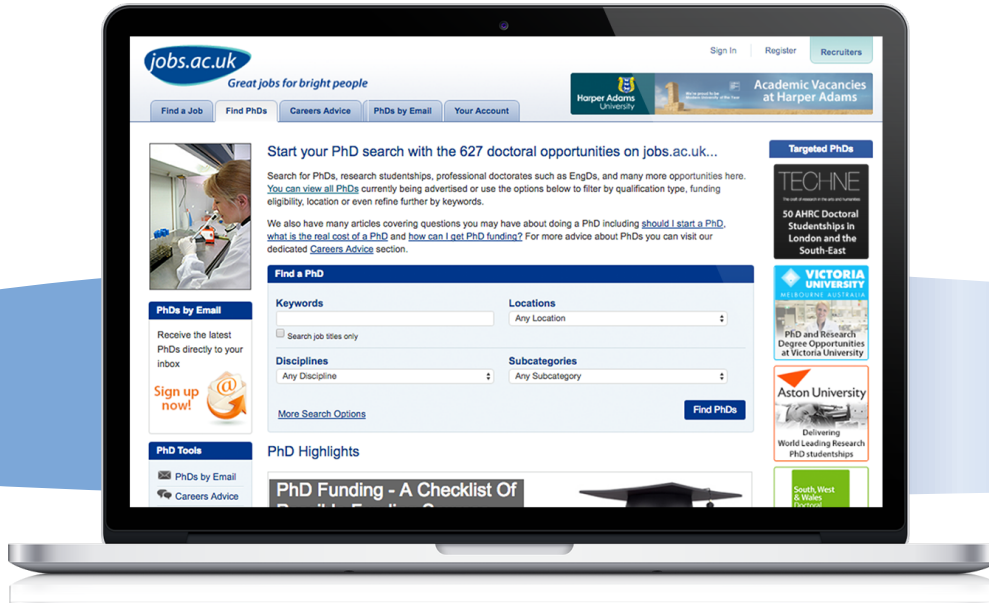 jobs.ac.uk
Great jobs for bright people
Sign In
Register
Recruiters
Harper Adams
University
Academic Vacancies
at Harper Adams
Find a Job
Find PhDs
Careers Advice
PhDs by Email
Your Account
Start your PhD search with the 627 doctoral opportunities on jobs.ac.uk...
Search for PhDs, research studentships, professional doctorates such as EngDs, and many more opportunities here.
You can view all PhDs currently being advertised or use the options below to filter by qualification type, funding
eligibility, location or even refine further by keywords.
We also have many articles covering questions you may have about doing a PhD including should I start a PhD,
what is the real cost of a PhD and how can I get PhD funding? For more advice about PhDs you can visit our
dedicated Careers Advice section.
Find a PhD
Keywords
Search job titles only
Locations
Any Location
Disciplines
Any Discipline
Subcategories
Any Subcategory
More Search Options
Find PhDs
PhD Highlights
PhD Funding - A Checklist Of
PhDs by Email
Receive the latest
PhDs directly to your
inbox
Sign up
now!
PhD Tools
PhDs by Email
Careers Advice
Targeted PhDs
TECHNE
50 AHRC Doctoral
Studentships in
London and the
South-East
VICTORIA
UNIVERSITY
MELBOURNE AUSTRALIA
PhD and Research
Degree Opportunities
at Victoria University
Aston University
Delivering
World Leading Research
PhD studentships
South, West
& Wales
Doctoral